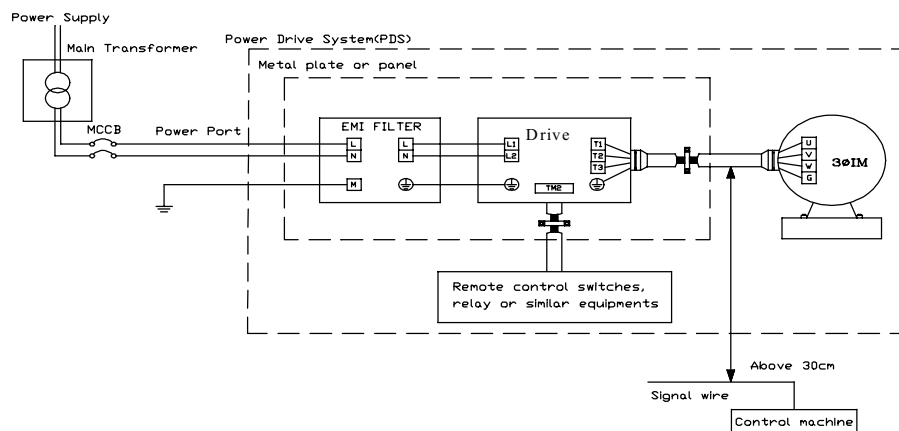 Power Supply
Main Transformer
Power Drive System(PDS)
Metal plate or panel
MCCB
Power Port
EMI FILTER
L
N
M
L
N
Drive
L1
L2
T1
T2
T3
TM2
U
V
W
G
3øIM
Remote control switches,
relay or similar equipments
Above 30cm
Signal wire
Control machine